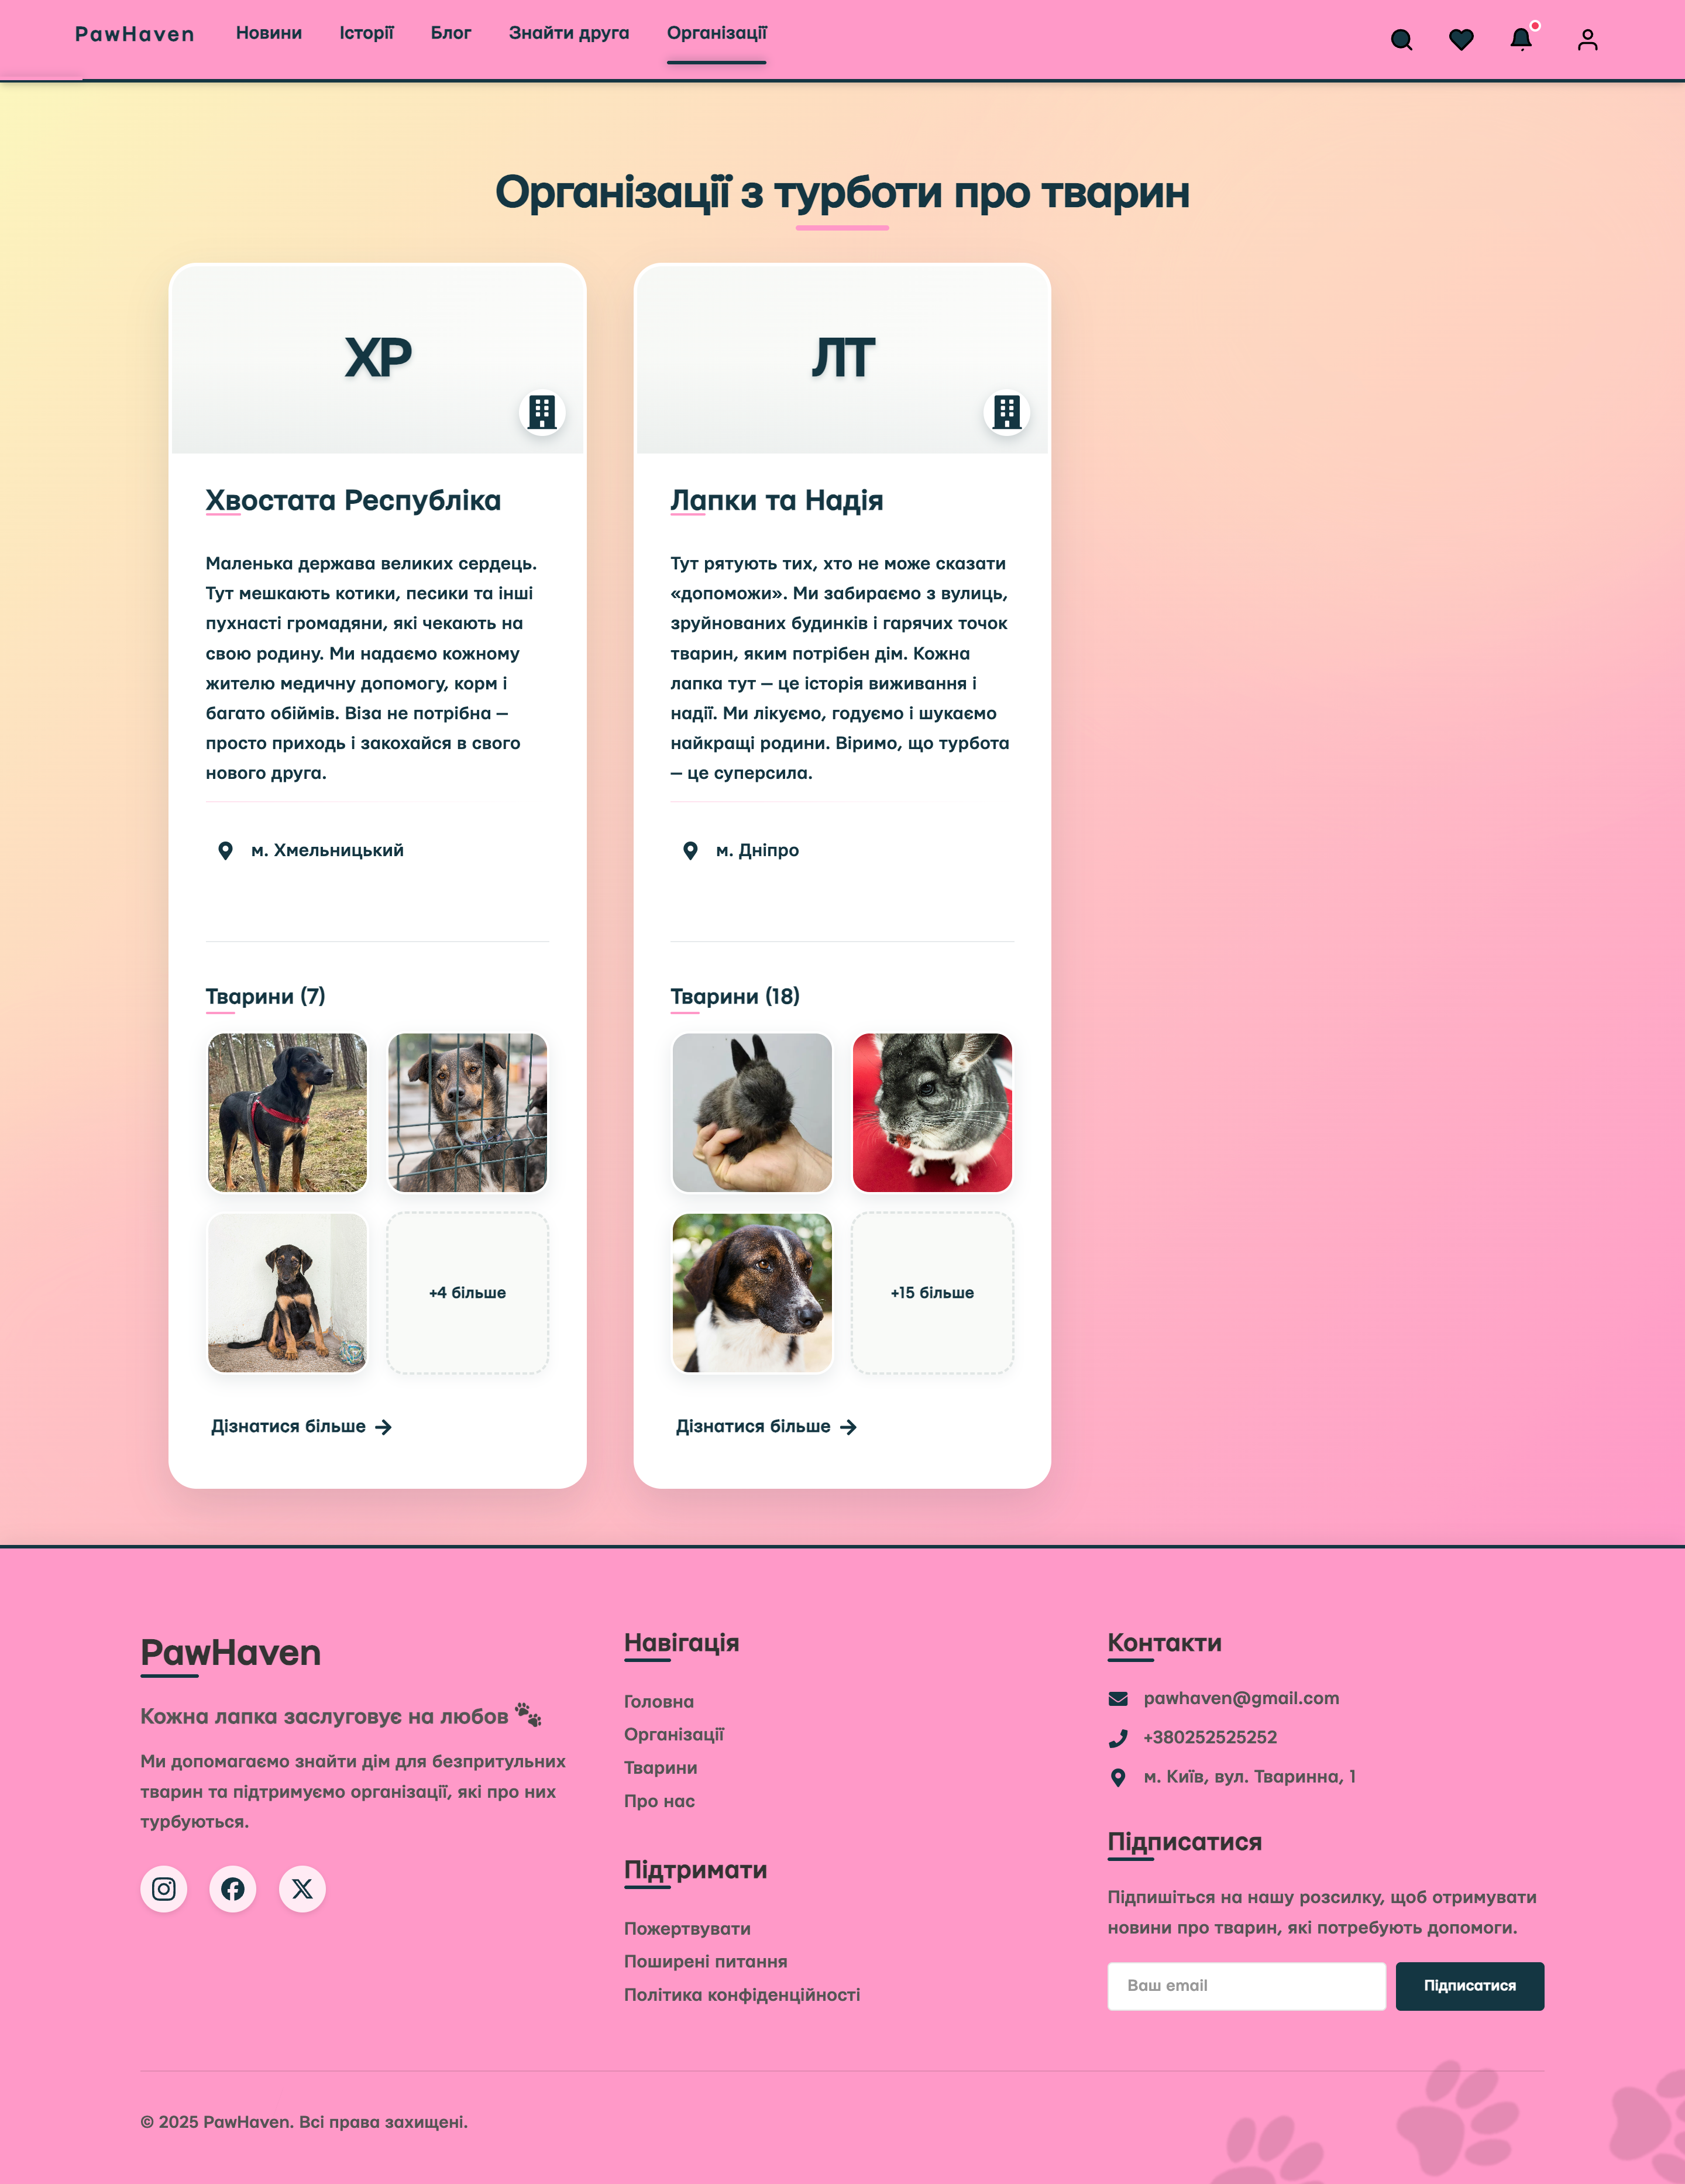 PawHaven
Новини
Історії
Блог
Знайти друга
Організації
Організації з турботи про тварин
ХР
Хвостата Республіка
Маленька держава великих сердець.
Тут мешкають котики, песики та інші
пухнасті громадяни, які чекають на
свою родину. Ми надаємо кожному
жителю медичну допомогу, корм і
багато обіймів. Віза не потрібна –
просто приходь і закохайся в свого
нового друга.
м. Хмельницький
Тварини (7)
+4 більше
Дізнатися більше
ЛТ
Лапки та Надія
Тут рятують тих, хто не може сказати
«допоможи». Ми забираємо з вулиць,
зруйнованих будинків і гарячих точок
тварин, яким потрібен дім. Кожна
лапка тут – це історія виживання і
надії. Ми лікуємо, годуємо і шукаємо
найкращі родини. Віримо, що турбота
– це суперсила.
м. Дніпро
Тварини (18)
+15 більше
Дізнатися більше
PawHaven
Кожна лапка заслуговує на любов
Ми допомагаємо знайти дім для безпритульних
тварин та підтримуємо організації, які про них
турбуються.
Навігація
Головна
Організації
Тварини
Про нас
Підтримати
Пожертвувати
Поширені питання
Політика конфіденційності
Контакти
pawhaven@gmail.com
+380252525252
м. Київ, вул. Тваринна, 1
Підписатися
Підпишіться на нашу розсилку, щоб отримувати
новини про тварин, які потребують допомоги.
Ваш email
Підписатися
© 2025 PawHaven. Всі права захищені.